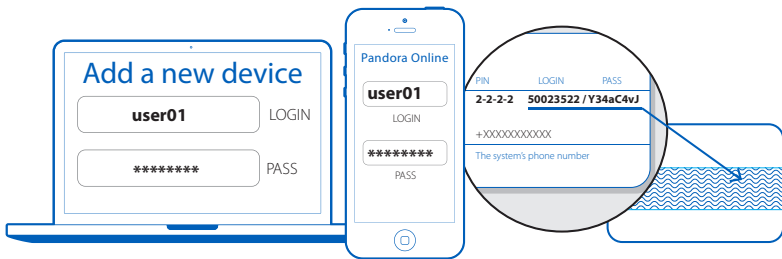 Add a new device
user01 LOGIN
******** PASS
Pandora Online
user01
LOGIN
********
PASS
PIN LOGIN PASS
2-2-2-2 50023522 / Y34aC4vJ
+XXXXXXXXXXX
The system's phone number